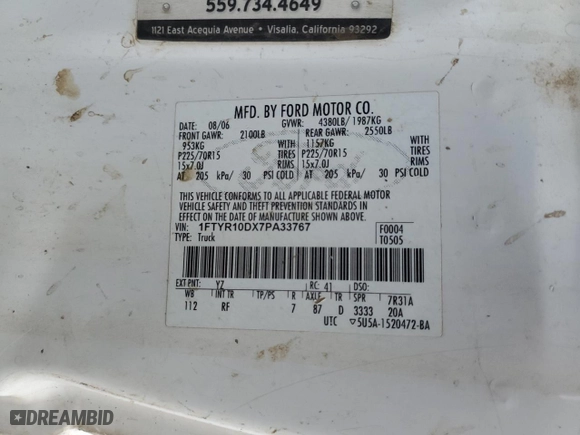 559.734.4649
1121 East Acequia Avenue • Visalia, California 93292
MFD. BY FORD MOTOR CO.
DATE: 08/06 GVWR: 4380LB/ 1987KG
FRONT GAWR: 2100LB REAR GAWR: 2550LB
953KG WITH 1157KG WITH
P225/70R15 TIRES P225/70R15 TIRES
15x7.0J RIMS 15x7.0J RIMS
AT 205 kPa/ 30 PSI COLD AT 205 kPa/ 30 PSI COLD
THIS VEHICLE CONFORMS TO ALL APPLICABLE FEDERAL MOTOR
VEHICLE SAFETY AND THEFT PREVENTION STANDARDS IN
EFFECT ON THE DATE OF MANUFACTURE SHOWN ABOVE.
VIN: 1FTYR10DX7PA33767 F0004
TYPE: Truck T0505
EXT PNT: YZ RC: 41 DSO:
WB INT TR TP/PS R AXLE TR SPR 7R31A
112 RF 7 87 D 3333 20A
UTC ▽5U5A-1520472-BA
DREAMBID